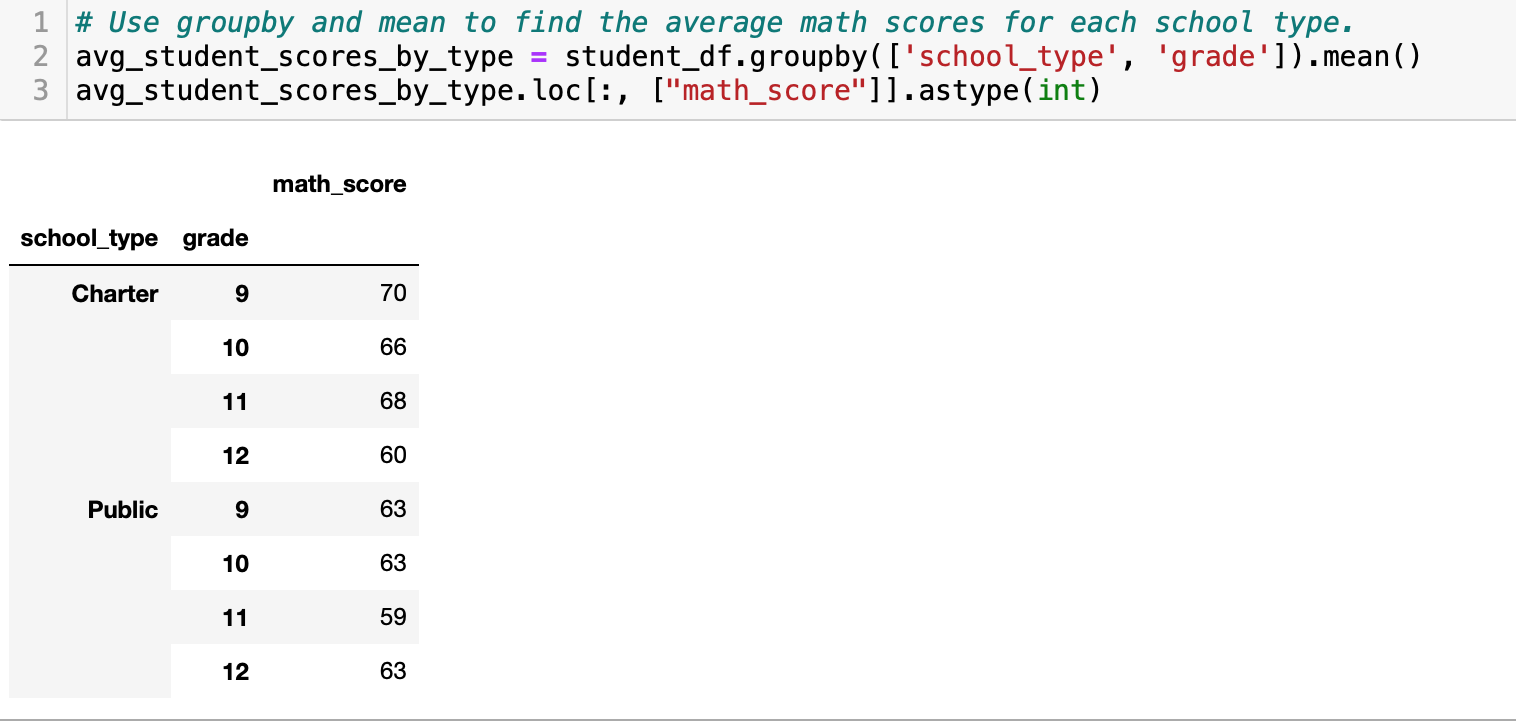 1 # Use groupby and mean to find the average math scores for each school type.
2 avg_student_scores_by_type = student_df.groupby(['school_type', 'grade']).mean()
3 avg_student_scores_by_type.loc[:, ["math_score"]].astype(int)
math_score
school_type grade
Charter 9 70
10 66
11 68
12 60
Public 9 63
10 63
11 59
12 63